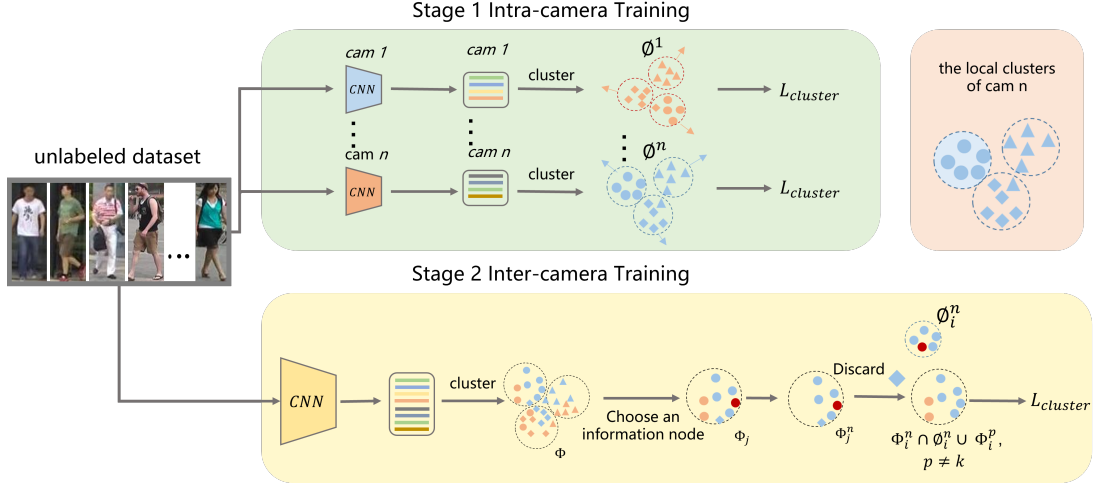 Stage 1 Intra-camera Training
cam 1
cam 1
∅¹
CNN
cluster
L_cluster
the local clusters
of cam n
unlabeled dataset
cam n
cam n
∅ⁿ
CNN
cluster
L_cluster
Stage 2 Inter-camera Training
∅ᵢⁿ
CNN
cluster
Discard
Choose an
information node
L_cluster
Φ
Φⱼ
Φⱼⁿ
Φᵢⁿ ∩ ∅ᵢⁿ ∪ Φᵢᵖ,
p ≠ k